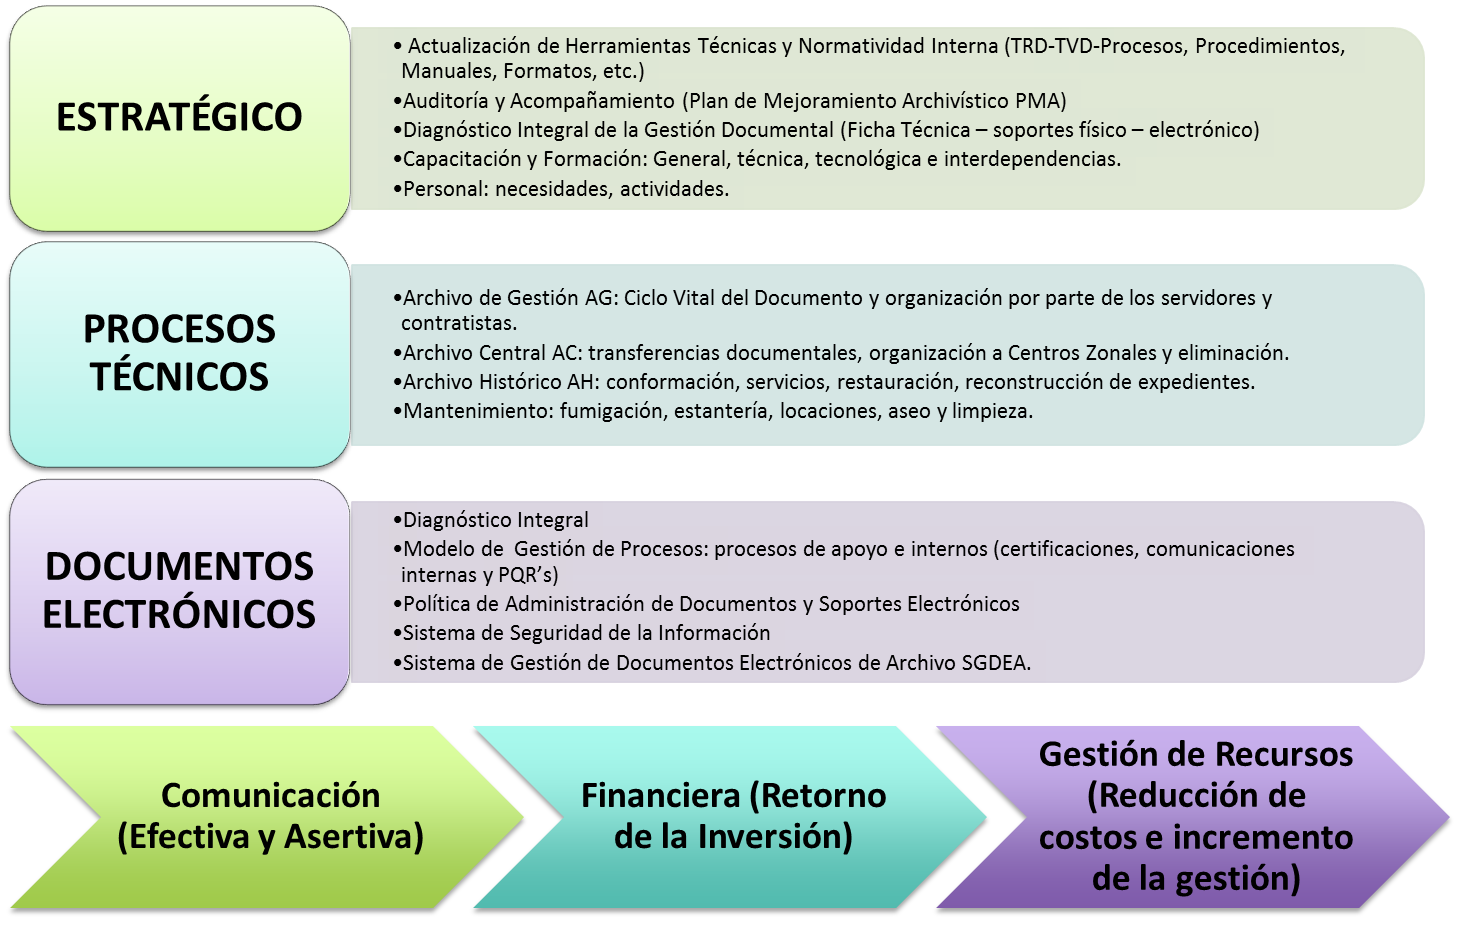 ESTRATÉGICO
• Actualización de Herramientas Técnicas y Normatividad Interna (TRD-TVD-Procesos, Procedimientos,
Manuales, Formatos, etc.)
•Auditoría y Acompañamiento (Plan de Mejoramiento Archivístico PMA)
•Diagnóstico Integral de la Gestión Documental (Ficha Técnica – soportes físico – electrónico)
•Capacitación y Formación: General, técnica, tecnológica e interdependencias.
•Personal: necesidades, actividades.
PROCESOS
TÉCNICOS
•Archivo de Gestión AG: Ciclo Vital del Documento y organización por parte de los servidores y
contratistas.
•Archivo Central AC: transferencias documentales, organización a Centros Zonales y eliminación.
•Archivo Histórico AH: conformación, servicios, restauración, reconstrucción de expedientes.
•Mantenimiento: fumigación, estantería, locaciones, aseo y limpieza.
DOCUMENTOS
ELECTRÓNICOS
•Diagnóstico Integral
•Modelo de  Gestión de Procesos: procesos de apoyo e internos (certificaciones, comunicaciones
internas y PQR’s)
•Política de Administración de Documentos y Soportes Electrónicos
•Sistema de Seguridad de la Información
•Sistema de Gestión de Documentos Electrónicos de Archivo SGDEA.
Comunicación
(Efectiva y Asertiva)
Financiera (Retorno
de la Inversión)
Gestión de Recursos
(Reducción de
costos e incremento
de la gestión)